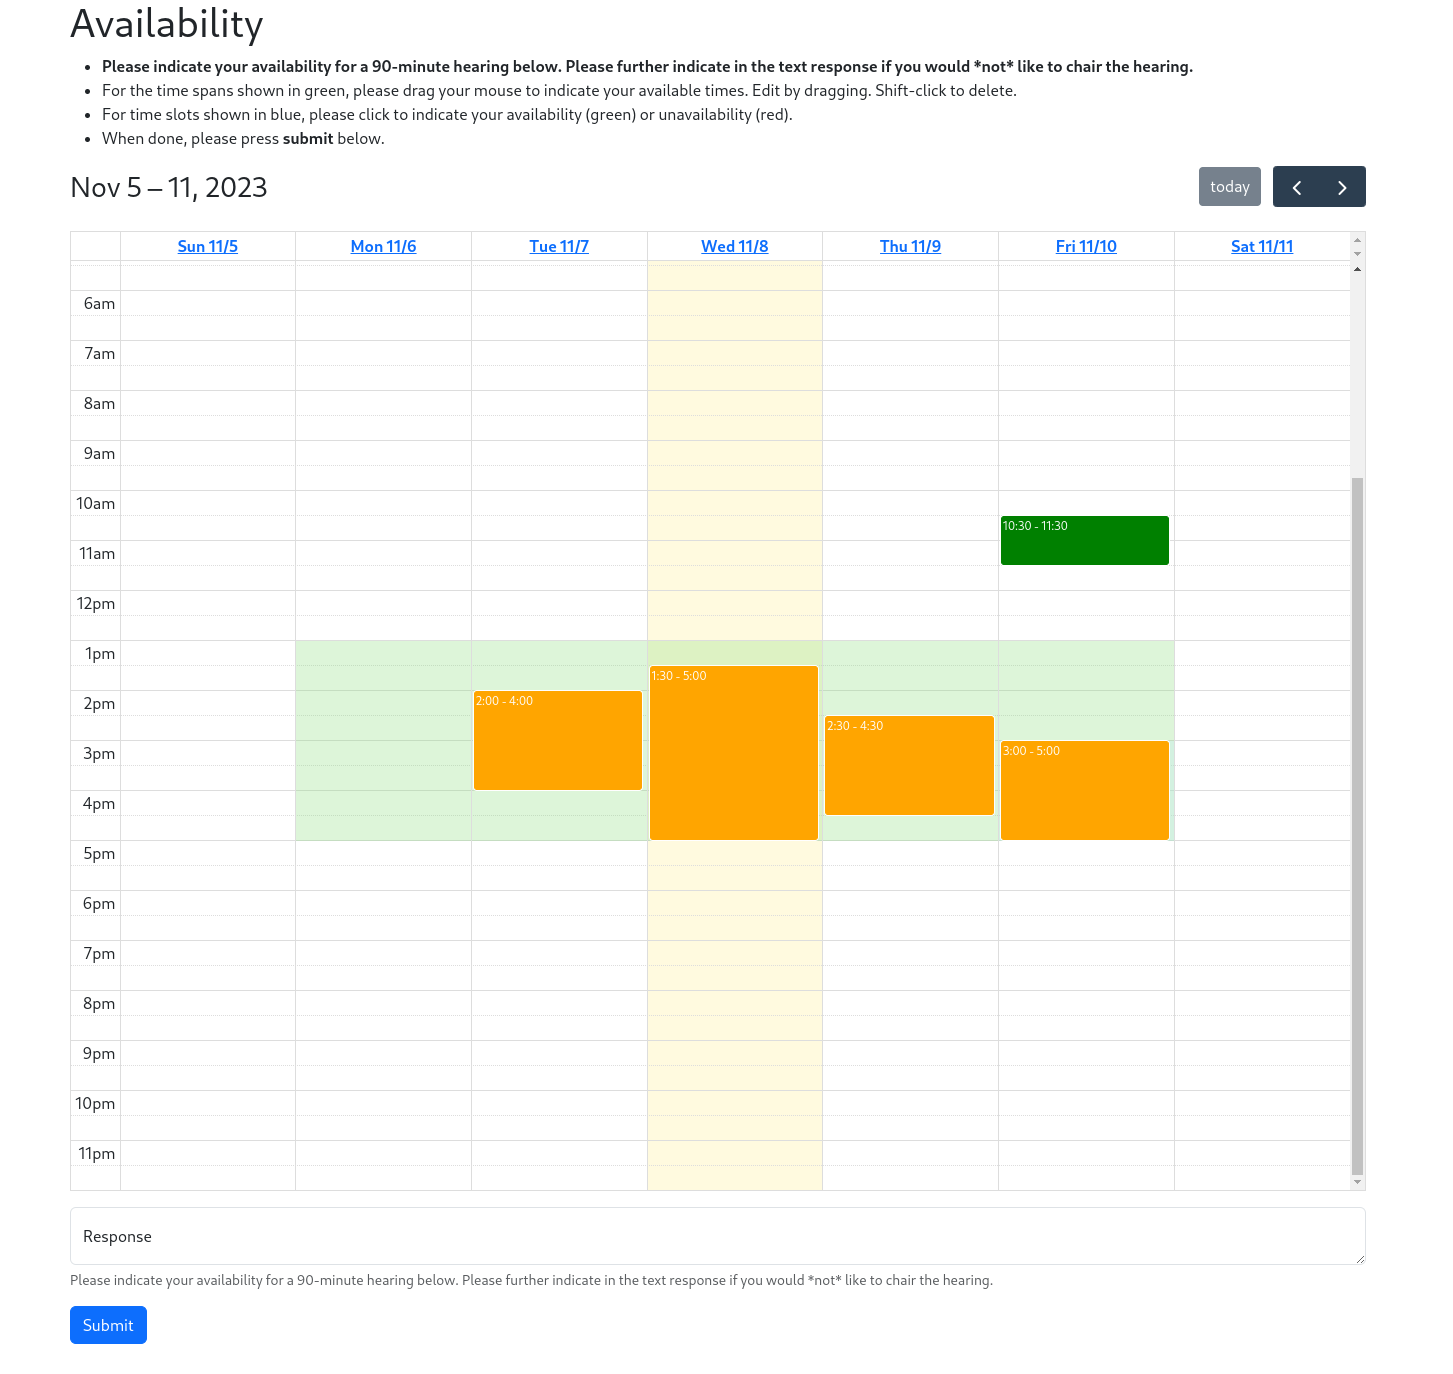 Availability
Please indicate your availability for a 90-minute hearing below. Please further indicate in the text response if you would *not* like to chair the hearing.
For the time spans shown in green, please drag your mouse to indicate your available times. Edit by dragging. Shift-click to delete.
For time slots shown in blue, please click to indicate your availability (green) or unavailability (red).
When done, please press submit below.
Nov 5 – 11, 2023
today
Sun 11/5 Mon 11/6 Tue 11/7 Wed 11/8 Thu 11/9 Fri 11/10 Sat 11/11
6am
7am
8am
9am
10am
10:30 - 11:30
11am
12pm
1pm
1:30 - 5:00
2pm
2:00 - 4:00
2:30 - 4:30
3pm
3:00 - 5:00
4pm
5pm
6pm
7pm
8pm
9pm
10pm
11pm
Response
Please indicate your availability for a 90-minute hearing below. Please further indicate in the text response if you would *not* like to chair the hearing.
Submit